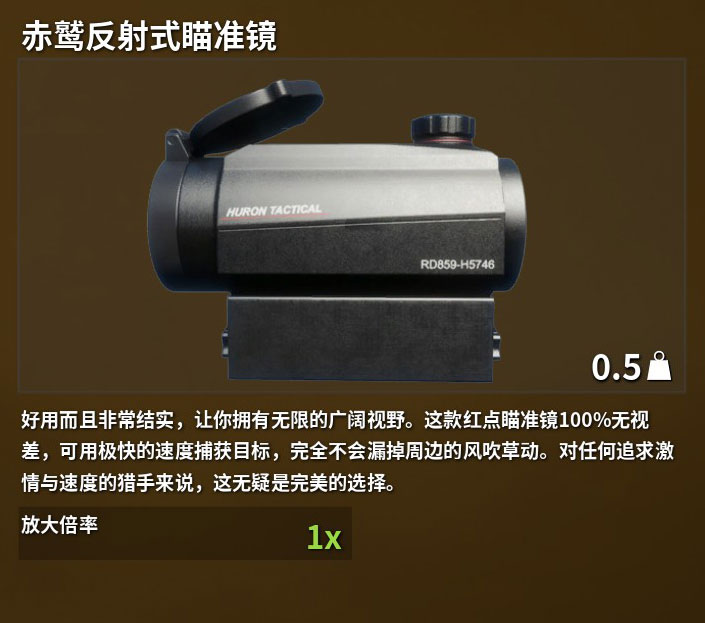 赤鹫反射式瞄准镜
HURON TACTICAL
RD859-H5746
0.5
好用而且非常结实，让你拥有无限的广阔视野。这款红点瞄准镜100%无视
差，可用极快的速度捕获目标，完全不会漏掉周边的风吹草动。对任何追求激
情与速度的猎手来说，这无疑是完美的选择。
放大倍率
1x